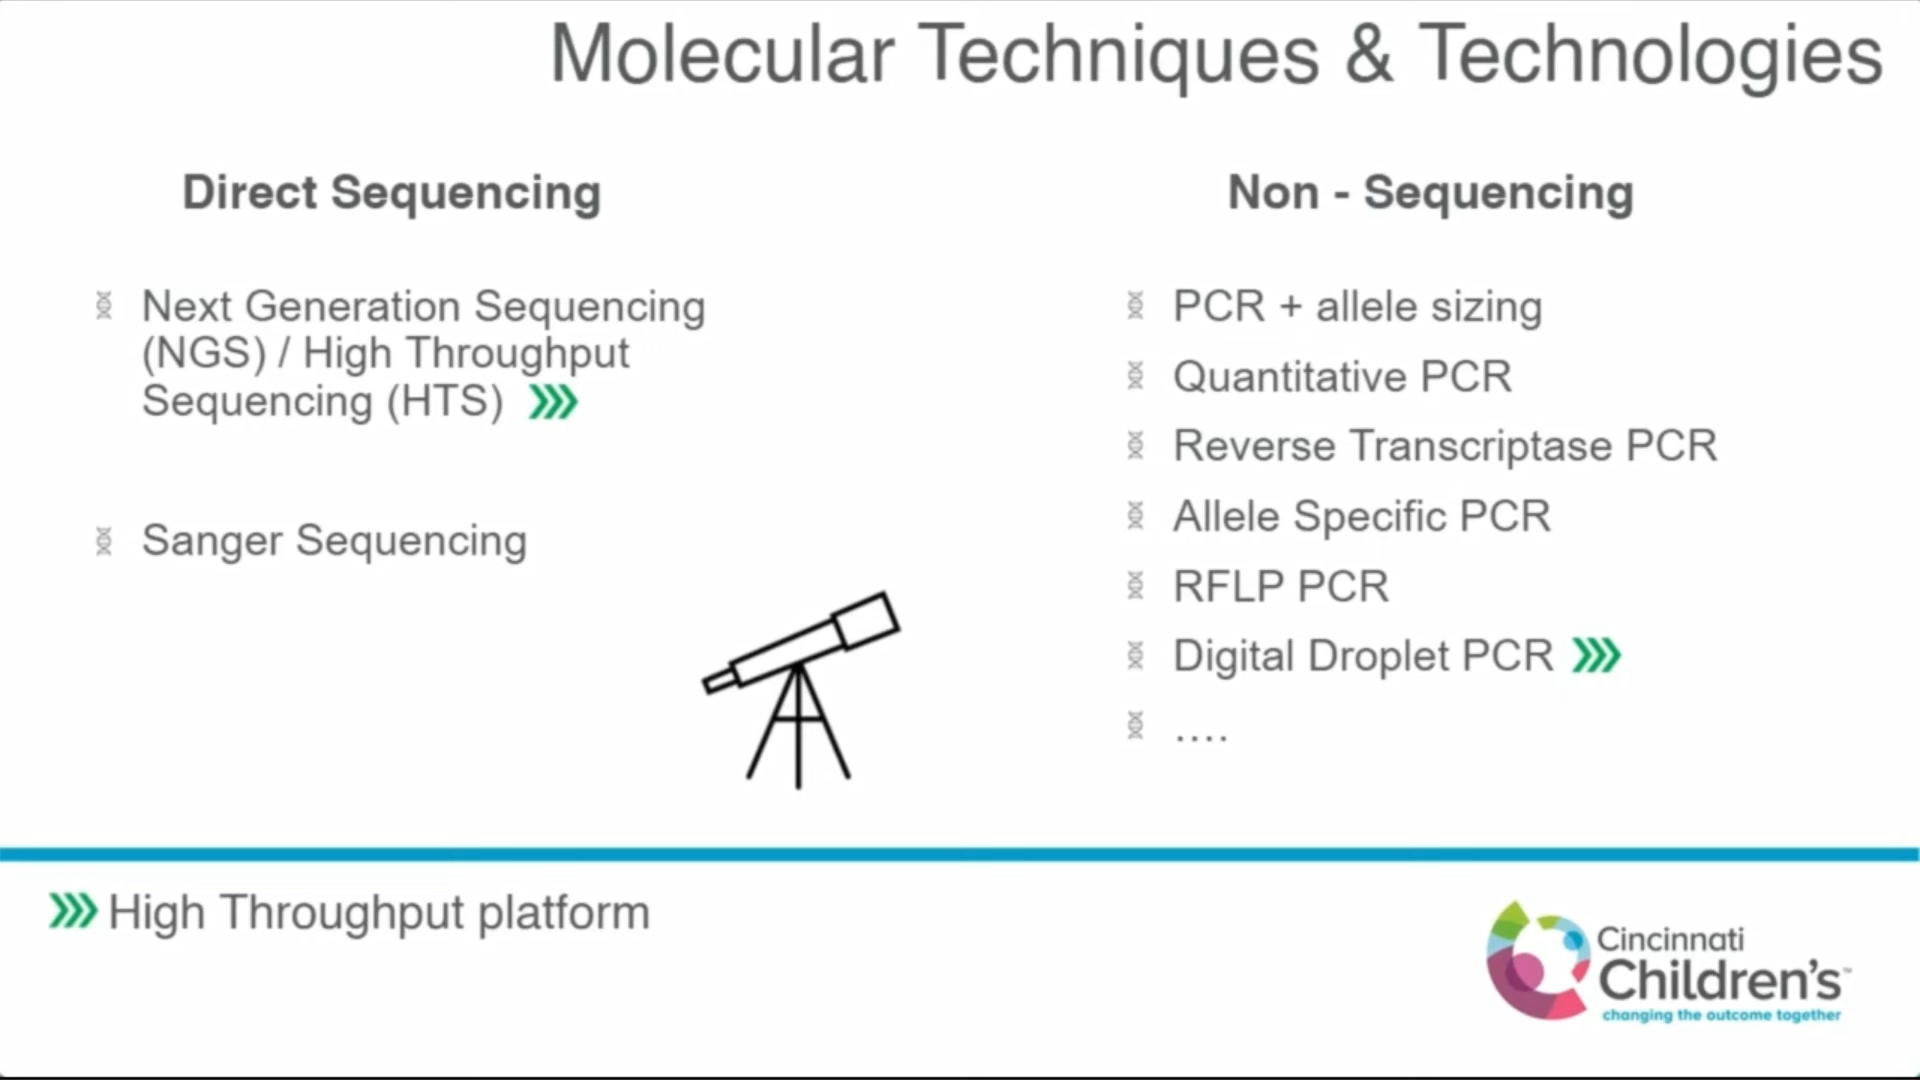 Molecular Techniques & Technologies
Direct Sequencing
Next Generation Sequencing
(NGS) / High Throughput
Sequencing (HTS)
Sanger Sequencing
Non - Sequencing
PCR + allele sizing
Quantitative PCR
Reverse Transcriptase PCR
Allele Specific PCR
RFLP PCR
Digital Droplet PCR
....
High Throughput platform
Cincinnati
Children's™
changing the outcome together